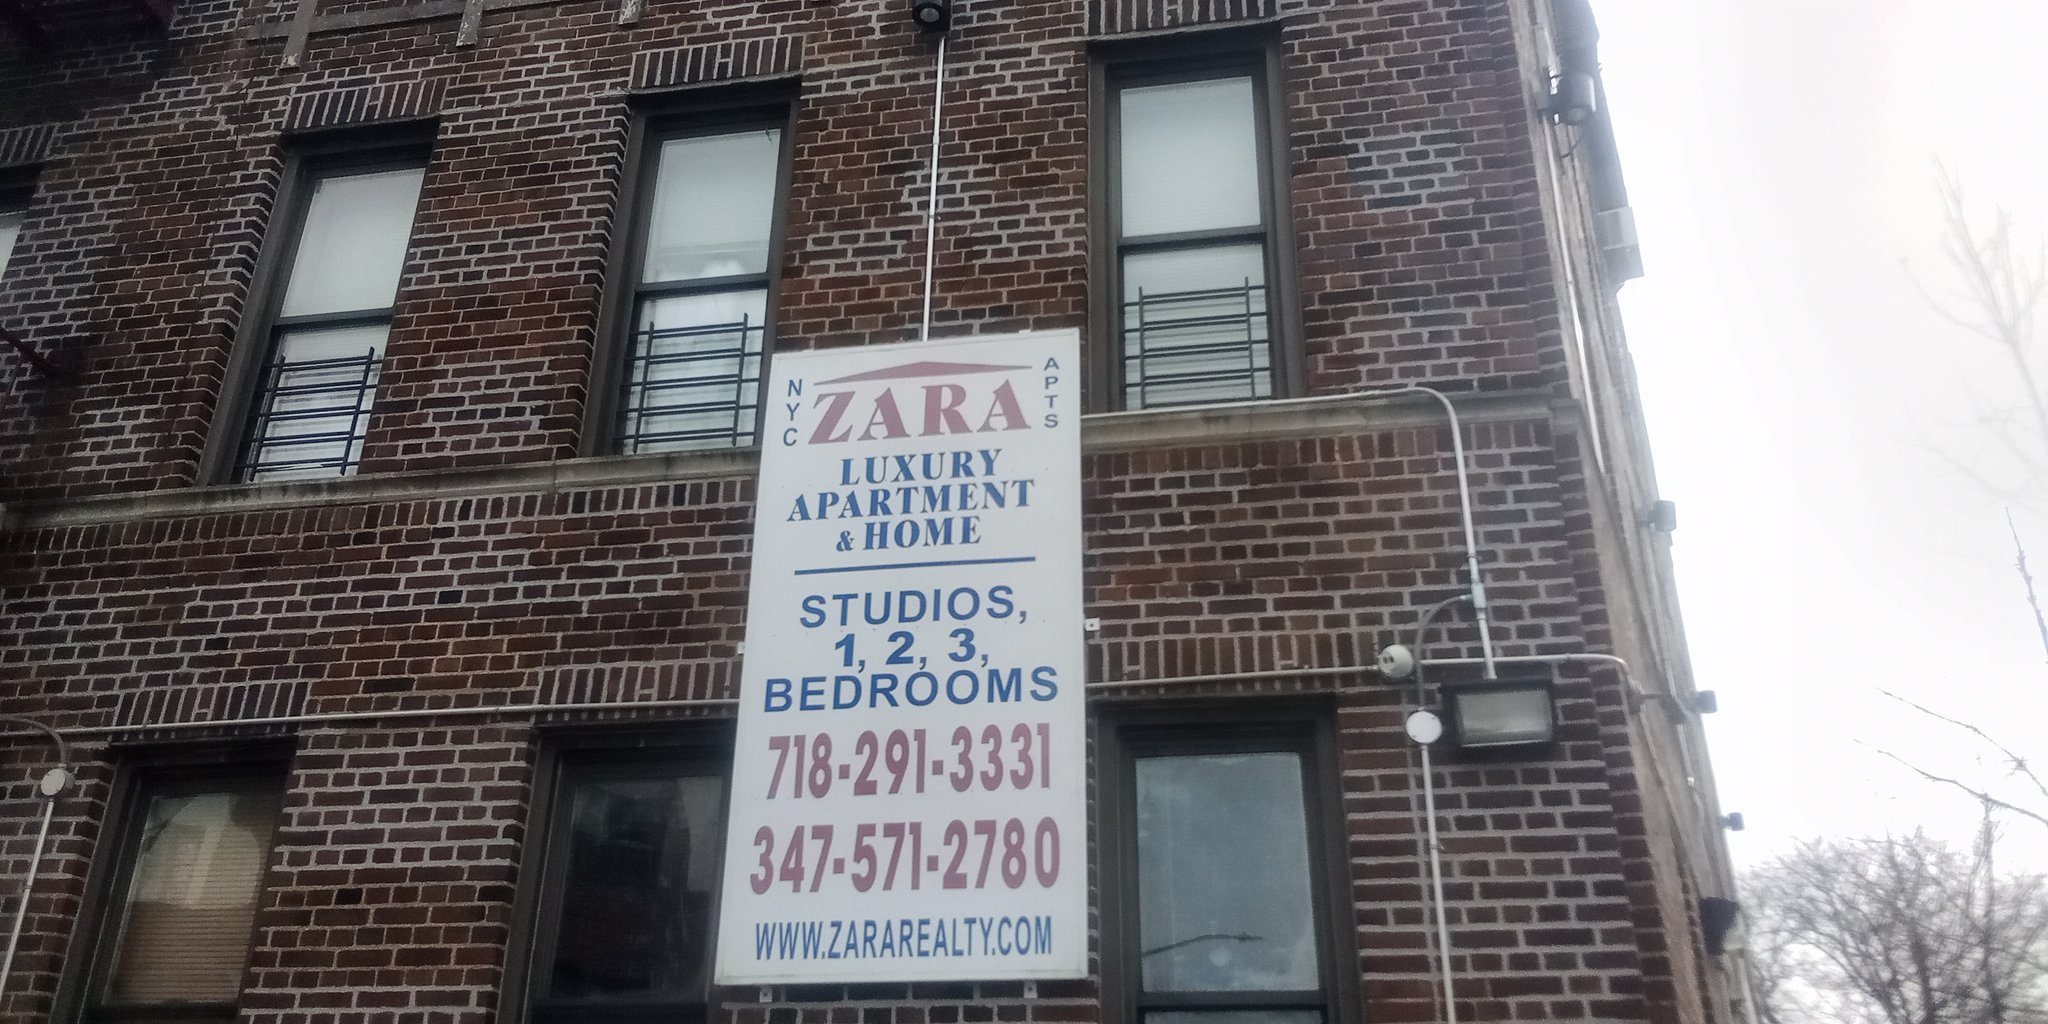 NYC ZARA APTS
LUXURY
APARTMENT
& HOME
STUDIOS,
1, 2, 3,
BEDROOMS
718-291-3331
347-571-2780
WWW.ZARAREALTY.COM